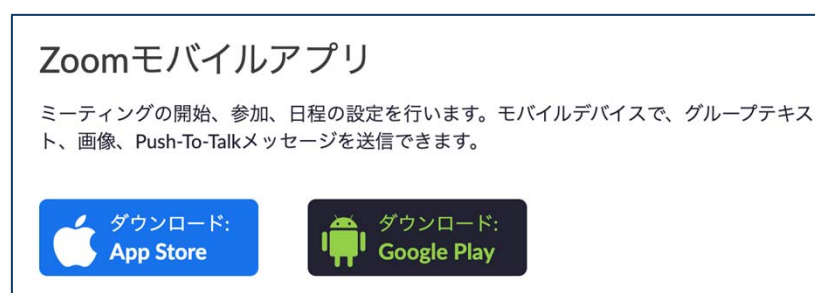 Zoomモバイルアプリ
ミーティングの開始、参加、日程の設定を行います。モバイルデバイスで、グループテキス
ト、画像、Push-To-Talkメッセージを送信できます。
ダウンロード:
App Store
ダウンロード:
Google Play